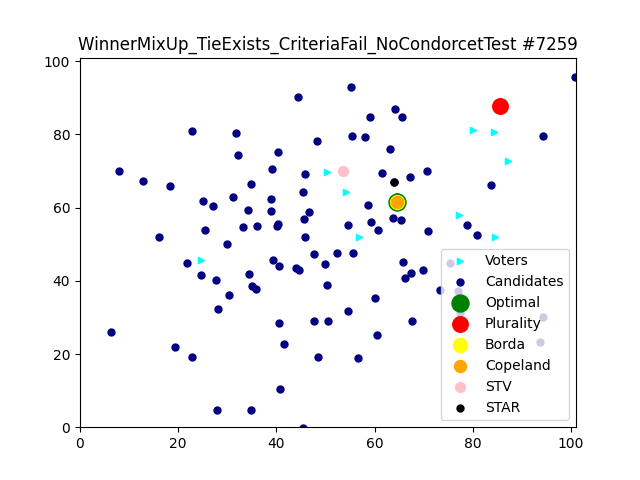 WinnerMixUp_TieExists_CriteriaFail_NoCondorcetTest #7259
100
80
60
40
20
0
0 20 40 60 80 100
Voters
Candidates
Optimal
Plurality
Borda
Copeland
STV
STAR